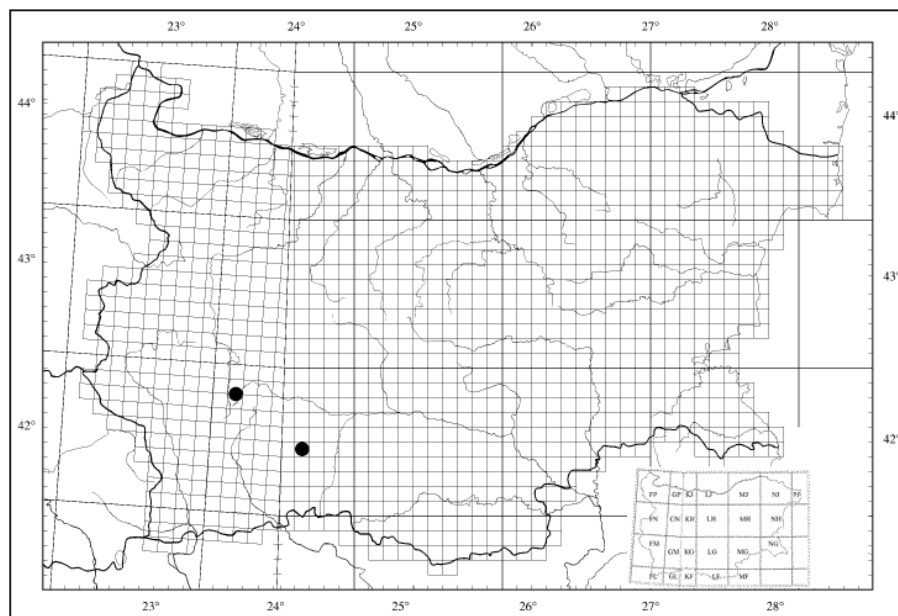 23° 24° 25° 26° 27° 28°
44° 44°
43° 43°
42° 42°
FP GP KJ LJ MJ NJ PJ
FN GN KH LH MH NH
FM GM KG LG MG NG
FL GL KF LF MF
23° 24° 25° 26° 27° 28°